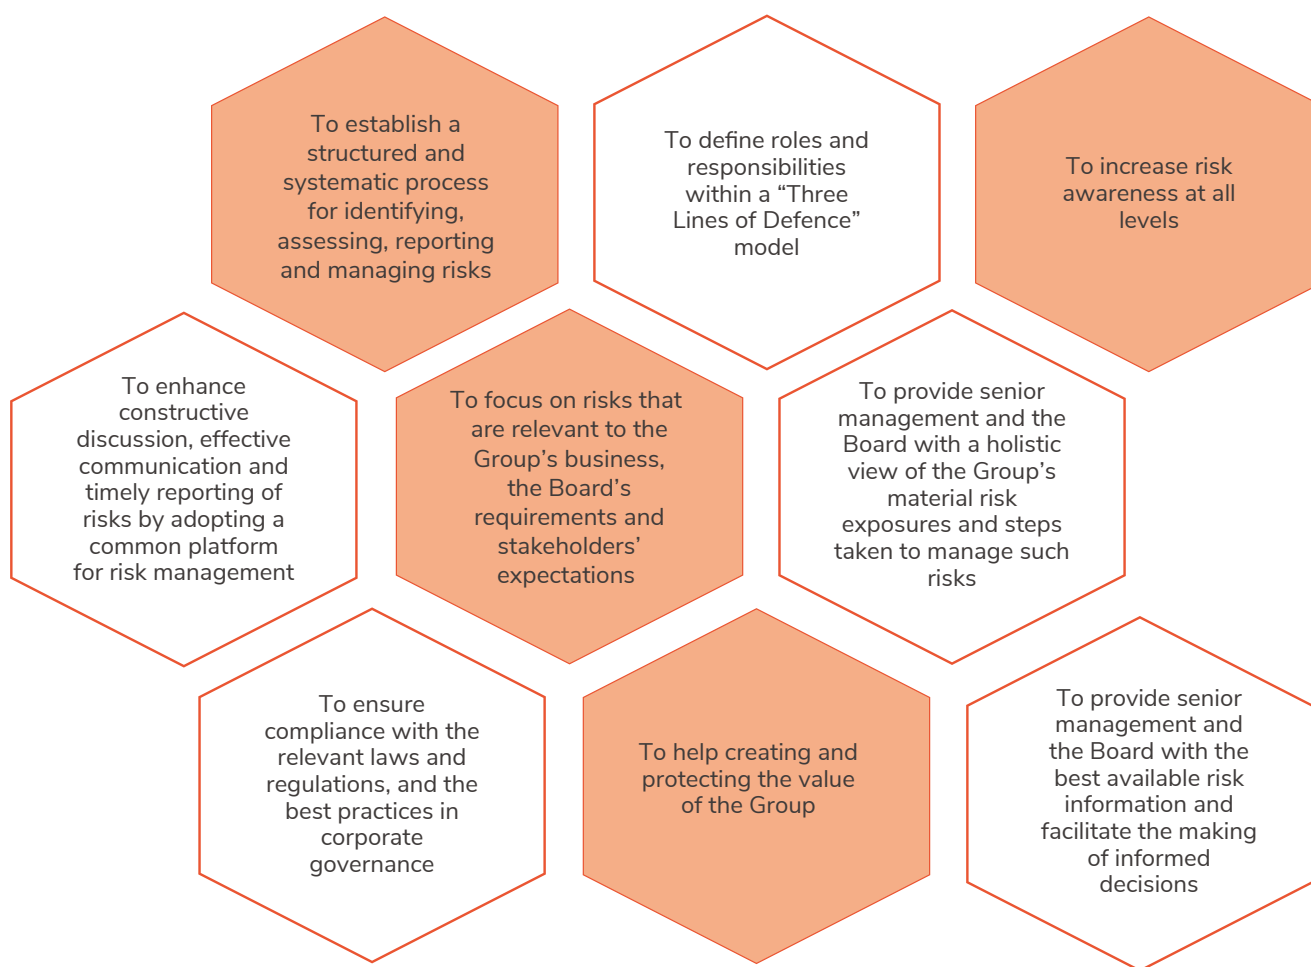 To establish a
structured and
systematic process
for identifying,
assessing, reporting
and managing risks
To define roles and
responsibilities
within a “Three
Lines of Defence”
model
To increase risk
awareness at all
levels
To enhance
constructive
discussion, effective
communication and
timely reporting of
risks by adopting a
common platform
for risk management
To focus on risks that
are relevant to the
Group’s business,
the Board’s
requirements and
stakeholders’
expectations
To provide senior
management and the
Board with a holistic
view of the Group’s
material risk
exposures and steps
taken to manage such
risks
To ensure
compliance with the
relevant laws and
regulations, and the
best practices in
corporate
governance
To help creating and
protecting the value
of the Group
To provide senior
management and
the Board with the
best available risk
information and
facilitate the making
of informed
decisions